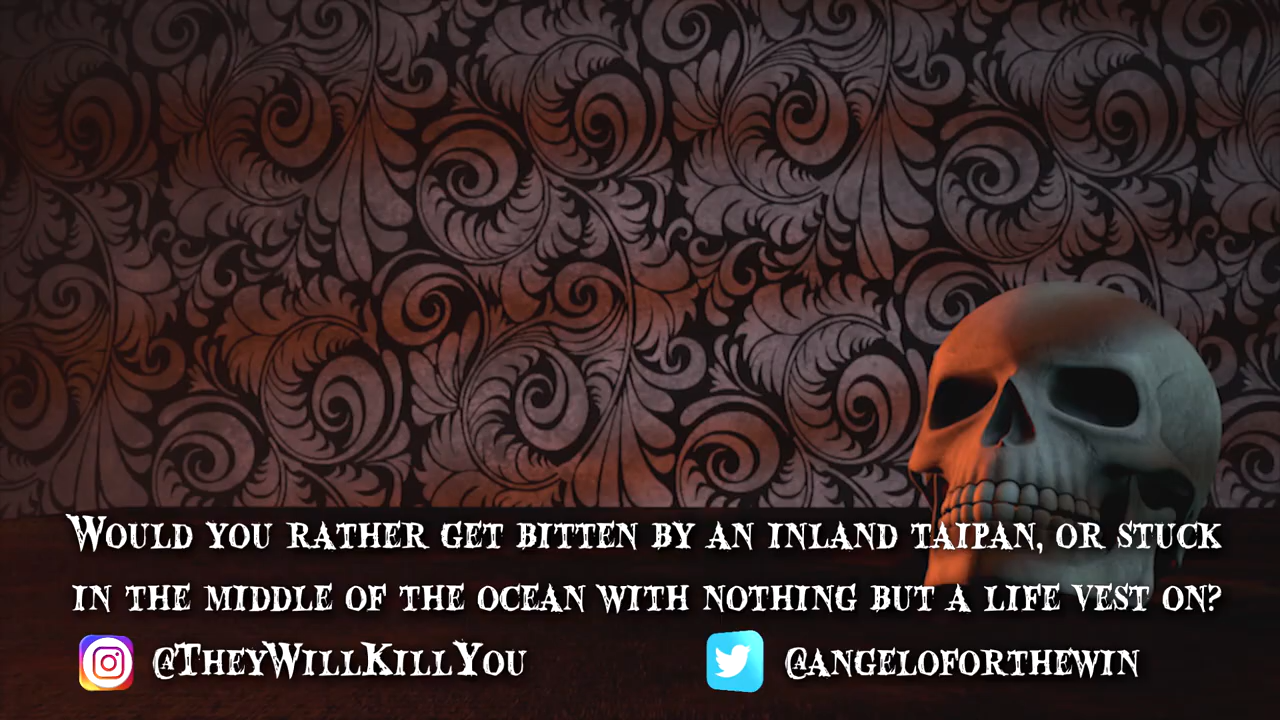 Would you rather get bitten by an inland taipan, or stuck
in the middle of the ocean with nothing but a life vest on?
@TheyWillKillYou @angeloforthewin